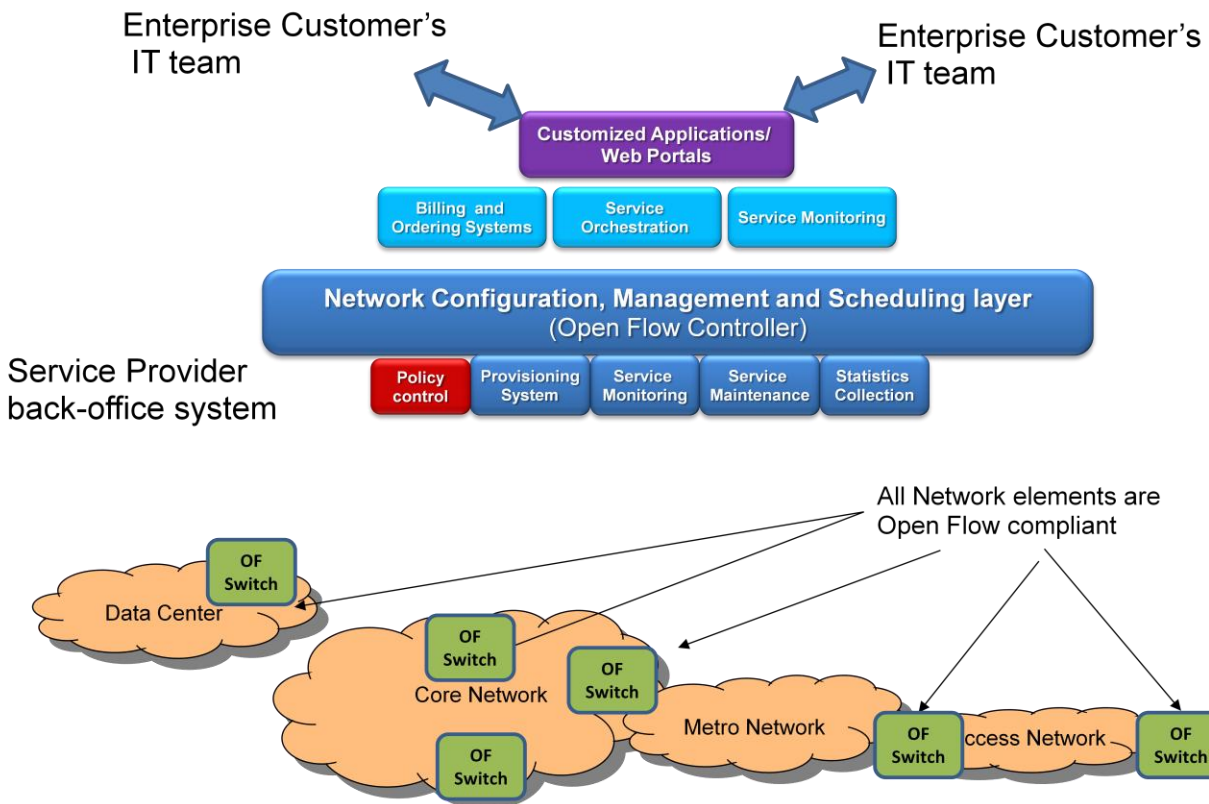 Enterprise Customer's
IT team
Enterprise Customer's
IT team
Customized Applications/
Web Portals
Billing and
Ordering Systems
Service
Orchestration
Service Monitoring
Network Configuration, Management and Scheduling layer
(Open Flow Controller)
Service Provider
back-office system
Policy
control
Provisioning
System
Service
Monitoring
Service
Maintenance
Statistics
Collection
All Network elements are
Open Flow compliant
OF
Switch
Data Center
OF
Switch
Core Network
OF
Switch
OF
Switch
Metro Network
OF
Switch
ccess Network
OF
Switch